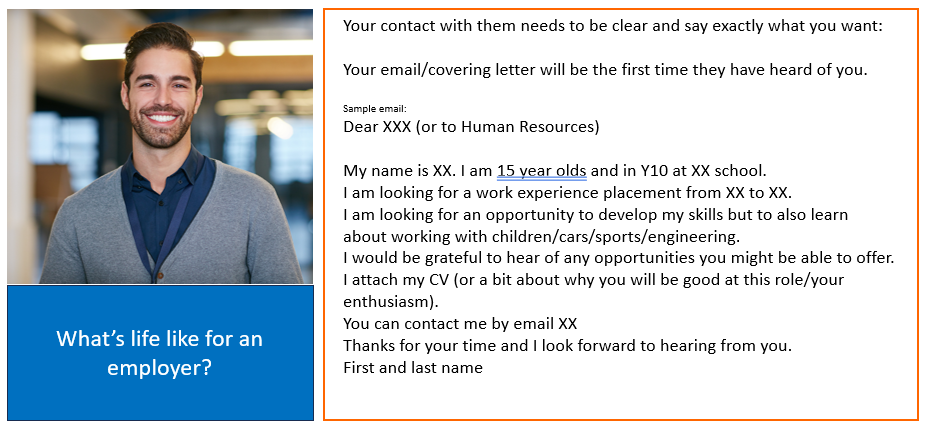 Your contact with them needs to be clear and say exactly what you want:
Your email/covering letter will be the first time they have heard of you.
Sample email:
Dear XXX (or to Human Resources)
My name is XX. I am 15 year olds and in Y10 at XX school.
I am looking for a work experience placement from XX to XX.
I am looking for an opportunity to develop my skills but to also learn
about working with children/cars/sports/engineering.
I would be grateful to hear of any opportunities you might be able to offer.
I attach my CV (or a bit about why you will be good at this role/your
enthusiasm).
You can contact me by email XX
Thanks for your time and I look forward to hearing from you.
First and last name
What’s life like for an
employer?